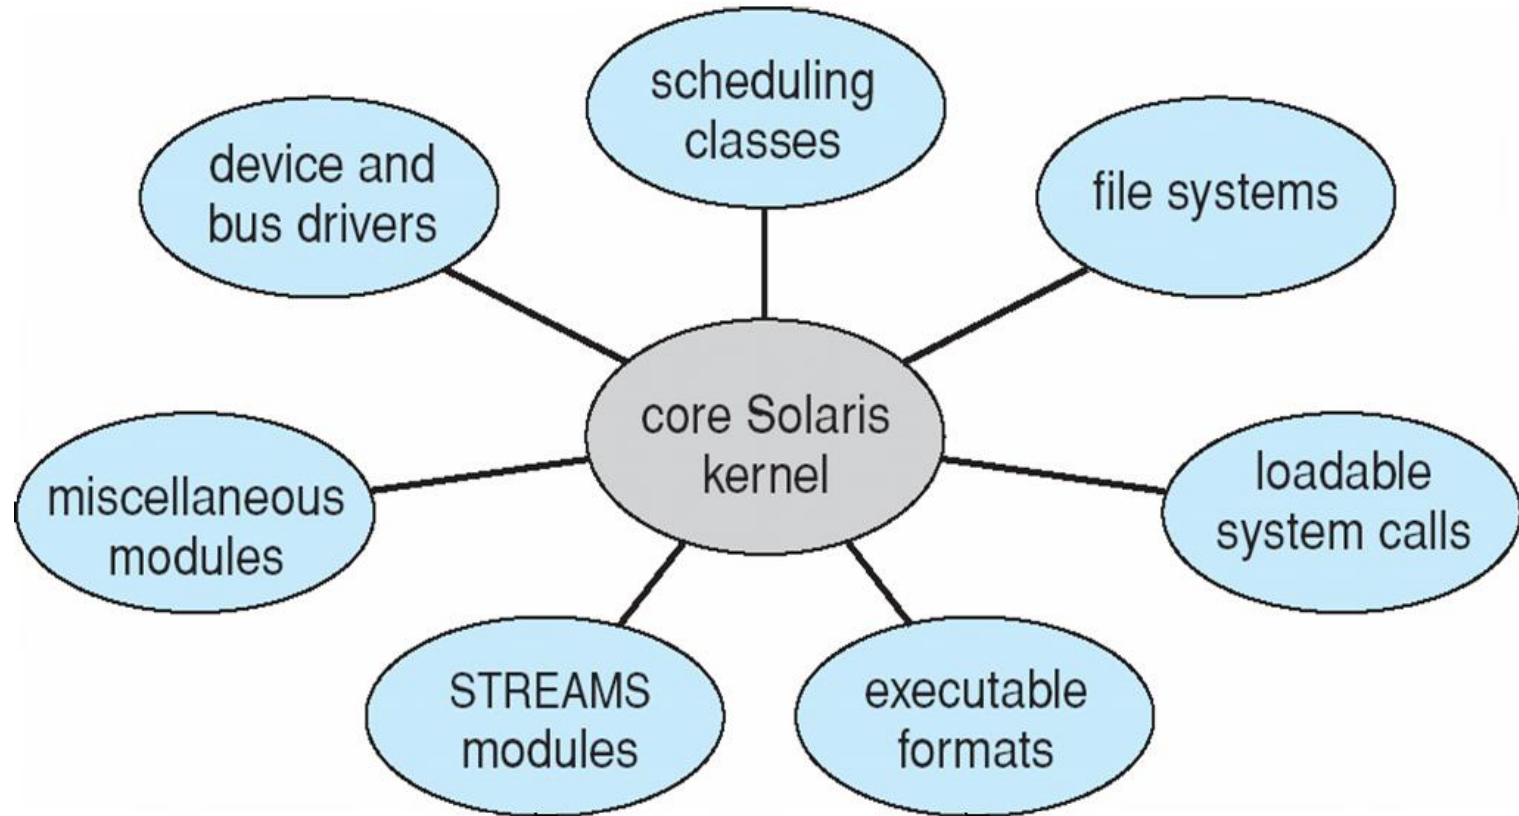 scheduling
classes
device and
bus drivers
file systems
core Solaris
kernel
miscellaneous
modules
loadable
system calls
STREAMS
modules
executable
formats